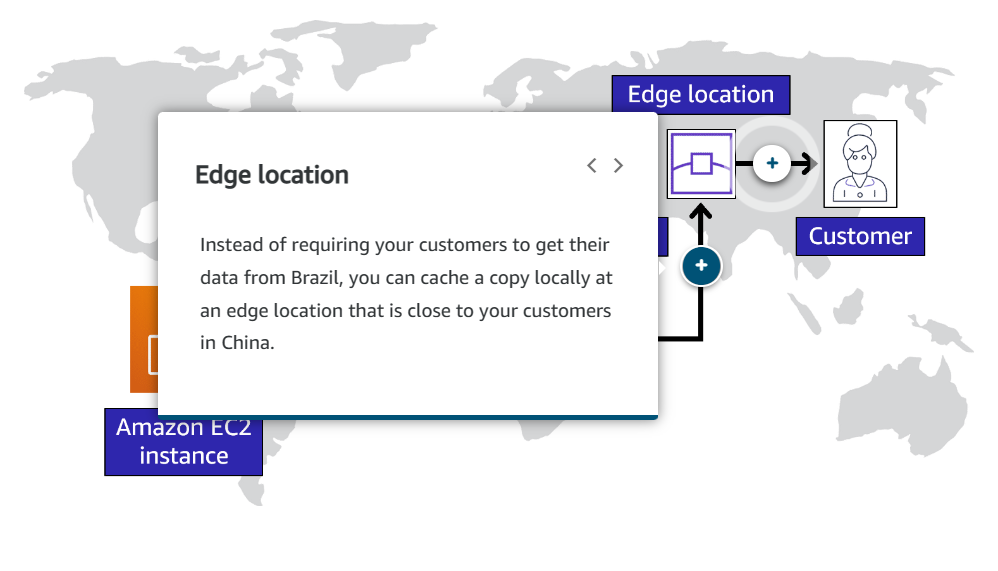 Edge location
Edge location
Instead of requiring your customers to get their
data from Brazil, you can cache a copy locally at
an edge location that is close to your customers
in China.
Customer
Amazon EC2
instance